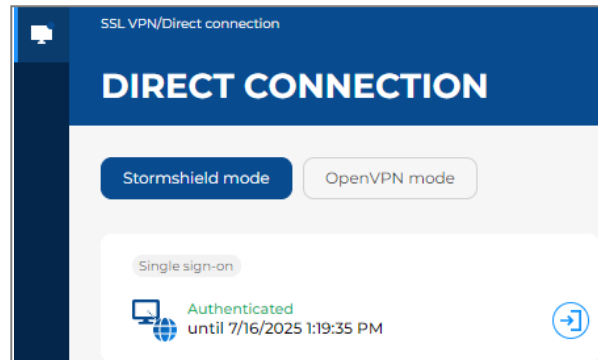 SSL VPN/Direct connection
DIRECT CONNECTION
Stormshield mode
OpenVPN mode
Single sign-on
Authenticated
until 7/16/2025 1:19:35 PM